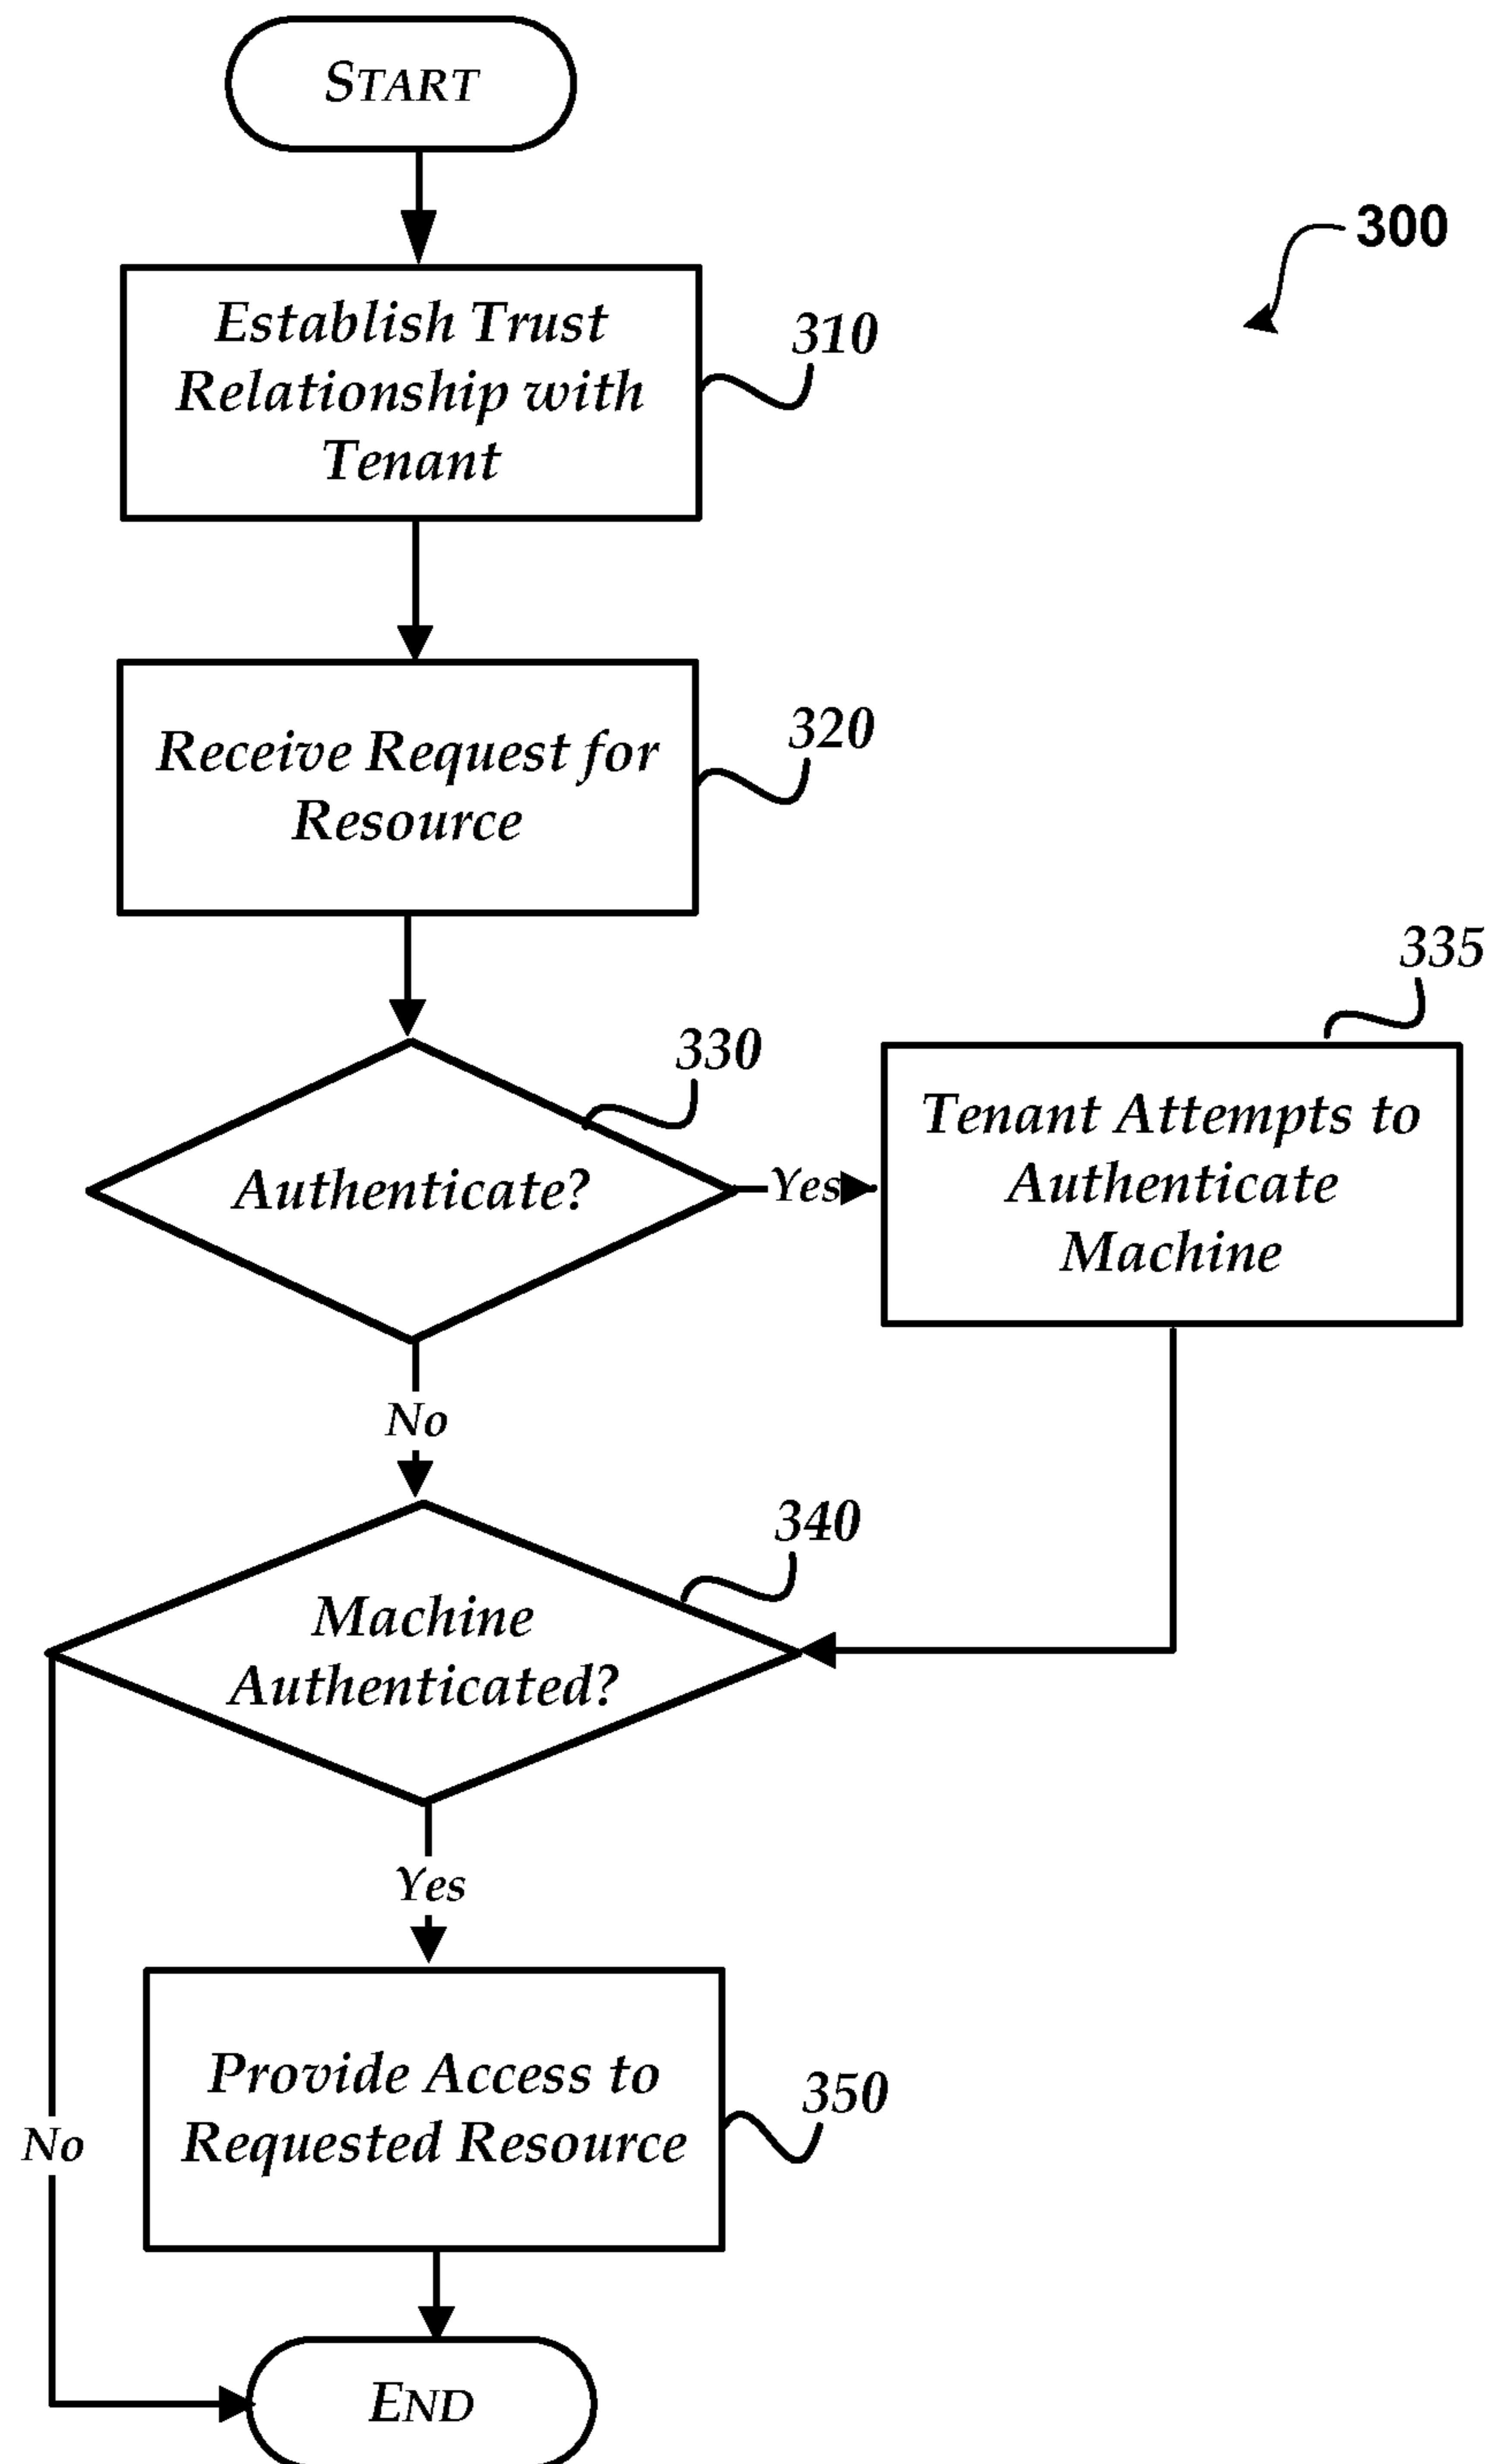 START
300
Establish Trust
Relationship with
Tenant
310
Receive Request for
Resource
320
335
330
Authenticate?
Yes
Tenant Attempts to
Authenticate
Machine
No
340
Machine
Authenticated?
Yes
Provide Access to
Requested Resource
350
No
END